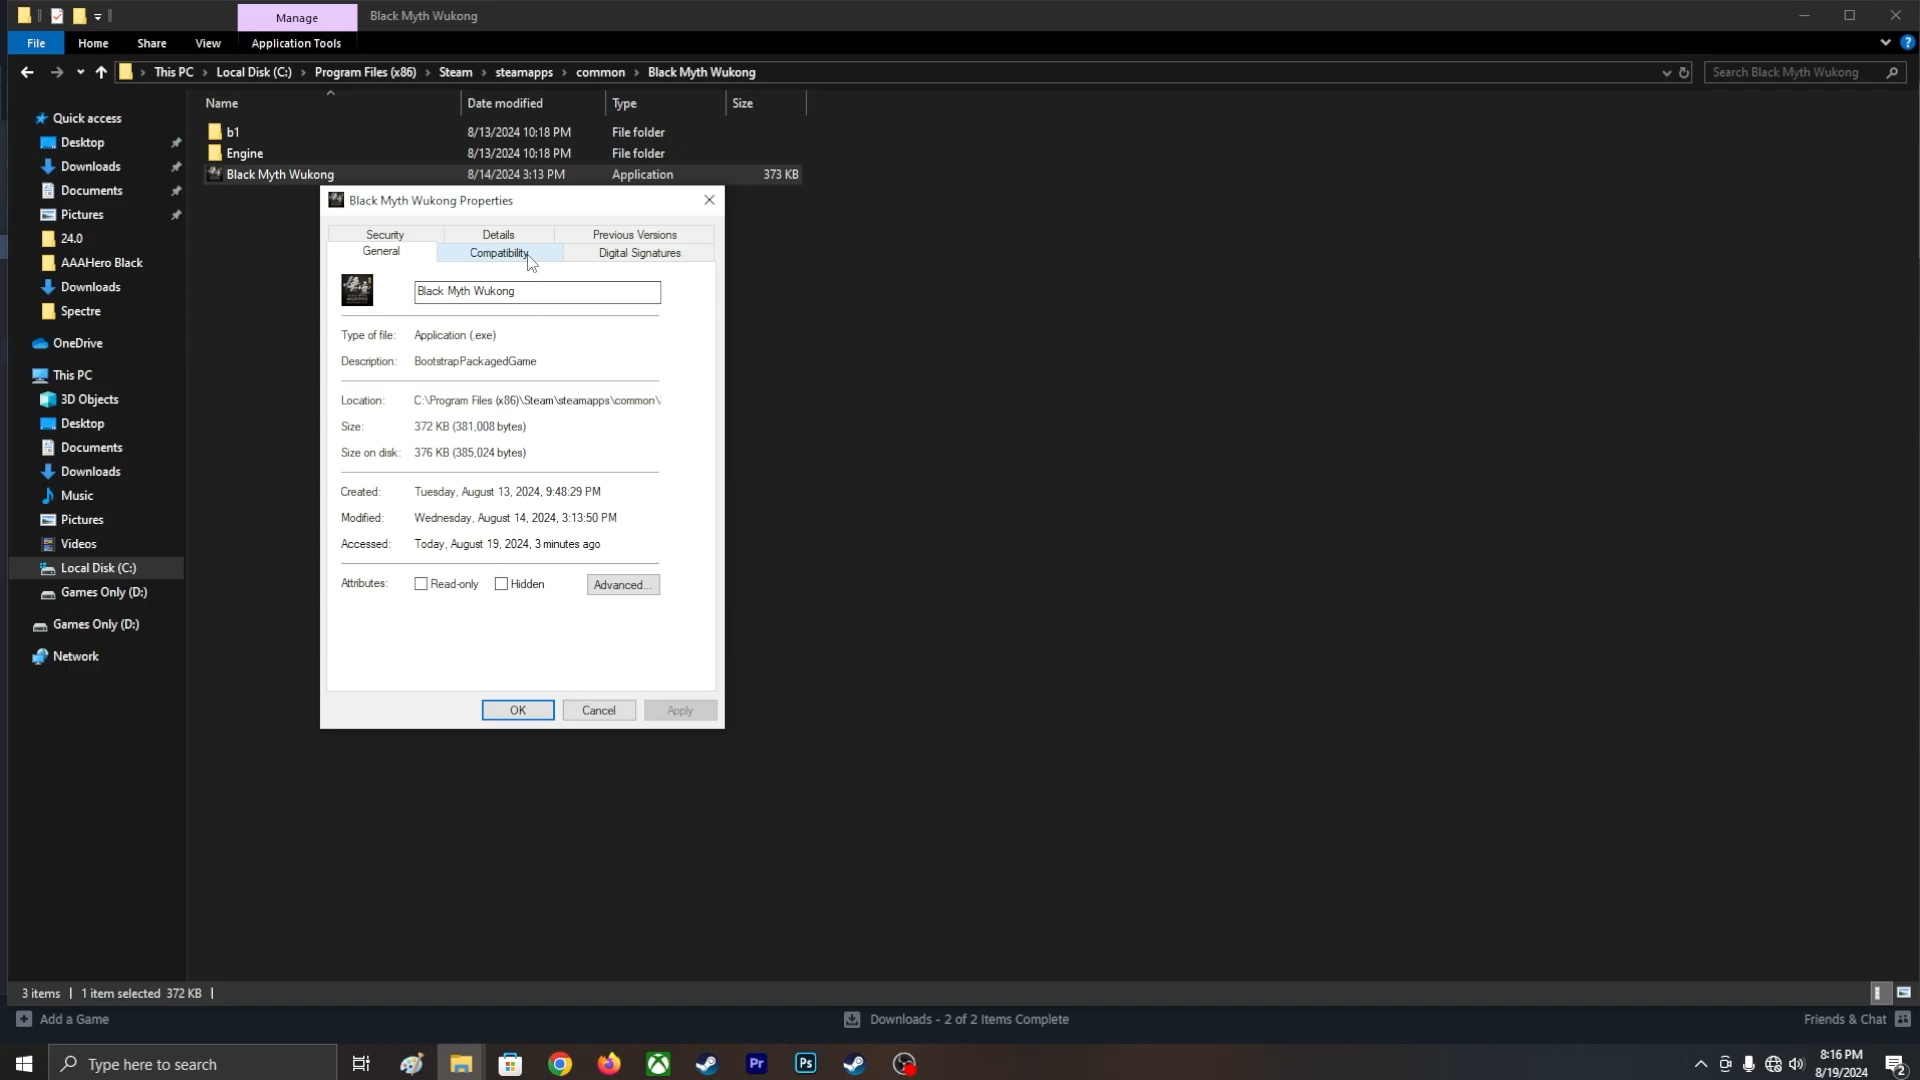 Manage
Black Myth Wukong
File
Home
Share
View
Application Tools
This PC
Local Disk (C:)
Program Files (x86)
Steam
steamapps
common
Black Myth Wukong
Search Black Myth Wukong
Name
Date modified
Type
Size
b1
8/13/2024 10:18 PM
File folder
Engine
8/13/2024 10:18 PM
File folder
Black Myth Wukong
8/14/2024 3:13 PM
Application
373 KB
Quick access
Desktop
Downloads
Documents
Pictures
24.0
AAAHero Black
Downloads
Spectre
OneDrive
This PC
3D Objects
Desktop
Documents
Downloads
Music
Pictures
Videos
Local Disk (C:)
Games Only (D:)
Games Only (D:)
Network
Black Myth Wukong Properties
Security
Details
Previous Versions
General
Compatibility
Digital Signatures
Black Myth Wukong
Type of file: Application (.exe)
Description: BootstrapPackagedGame
Location: C:\Program Files (x86)\Steam\steamapps\common\
Size: 372 KB (381,008 bytes)
Size on disk: 376 KB (385,024 bytes)
Created: Tuesday, August 13, 2024, 9:48:29 PM
Modified: Wednesday, August 14, 2024, 3:13:50 PM
Accessed: Today, August 19, 2024, 3 minutes ago
Attributes: Read-only Hidden Advanced...
OK
Cancel
Apply
3 items | 1 item selected 372 KB |
Add a Game
Downloads - 2 of 2 Items Complete
Friends & Chat
Type here to search
Pr
Ps
8:16 PM
8/19/2024
2